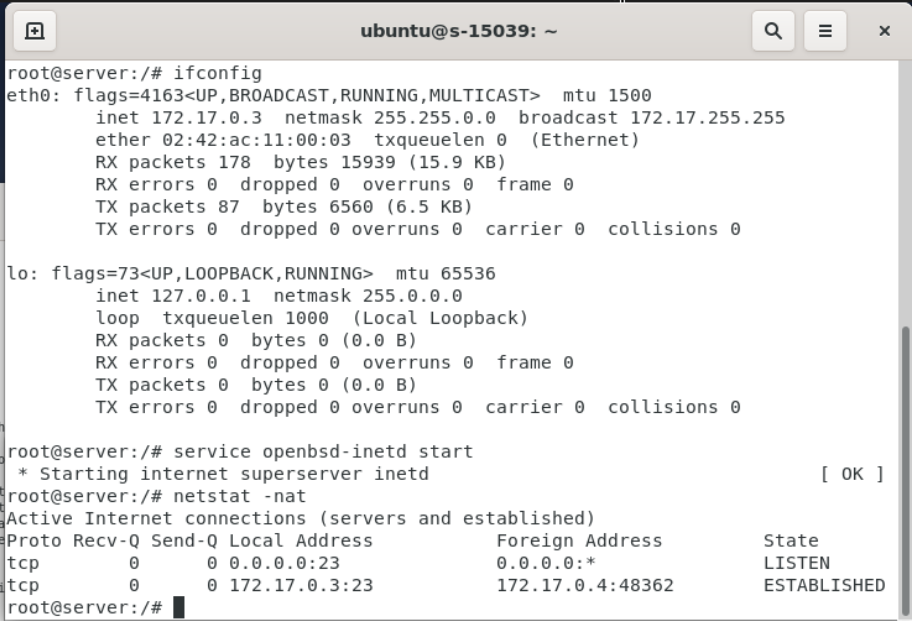 ubuntu@s-15039: ~
root@server:/# ifconfig
eth0: flags=4163<UP,BROADCAST,RUNNING,MULTICAST>  mtu 1500
        inet 172.17.0.3  netmask 255.255.0.0  broadcast 172.17.255.255
        ether 02:42:ac:11:00:03  txqueuelen 0  (Ethernet)
        RX packets 178  bytes 15939 (15.9 KB)
        RX errors 0  dropped 0  overruns 0  frame 0
        TX packets 87  bytes 6560 (6.5 KB)
        TX errors 0  dropped 0 overruns 0  carrier 0  collisions 0

lo: flags=73<UP,LOOPBACK,RUNNING>  mtu 65536
        inet 127.0.0.1  netmask 255.0.0.0
        loop  txqueuelen 1000  (Local Loopback)
        RX packets 0  bytes 0 (0.0 B)
        RX errors 0  dropped 0  overruns 0  frame 0
        TX packets 0  bytes 0 (0.0 B)
        TX errors 0  dropped 0 overruns 0  carrier 0  collisions 0

root@server:/# service openbsd-inetd start
 * Starting internet superserver inetd                                   [ OK ]
root@server:/# netstat -nat
Active Internet connections (servers and established)
Proto Recv-Q Send-Q Local Address           Foreign Address         State
tcp        0      0 0.0.0.0:23              0.0.0.0:*               LISTEN
tcp        0      0 172.17.0.3:23           172.17.0.4:48362        ESTABLISHED
root@server:/#